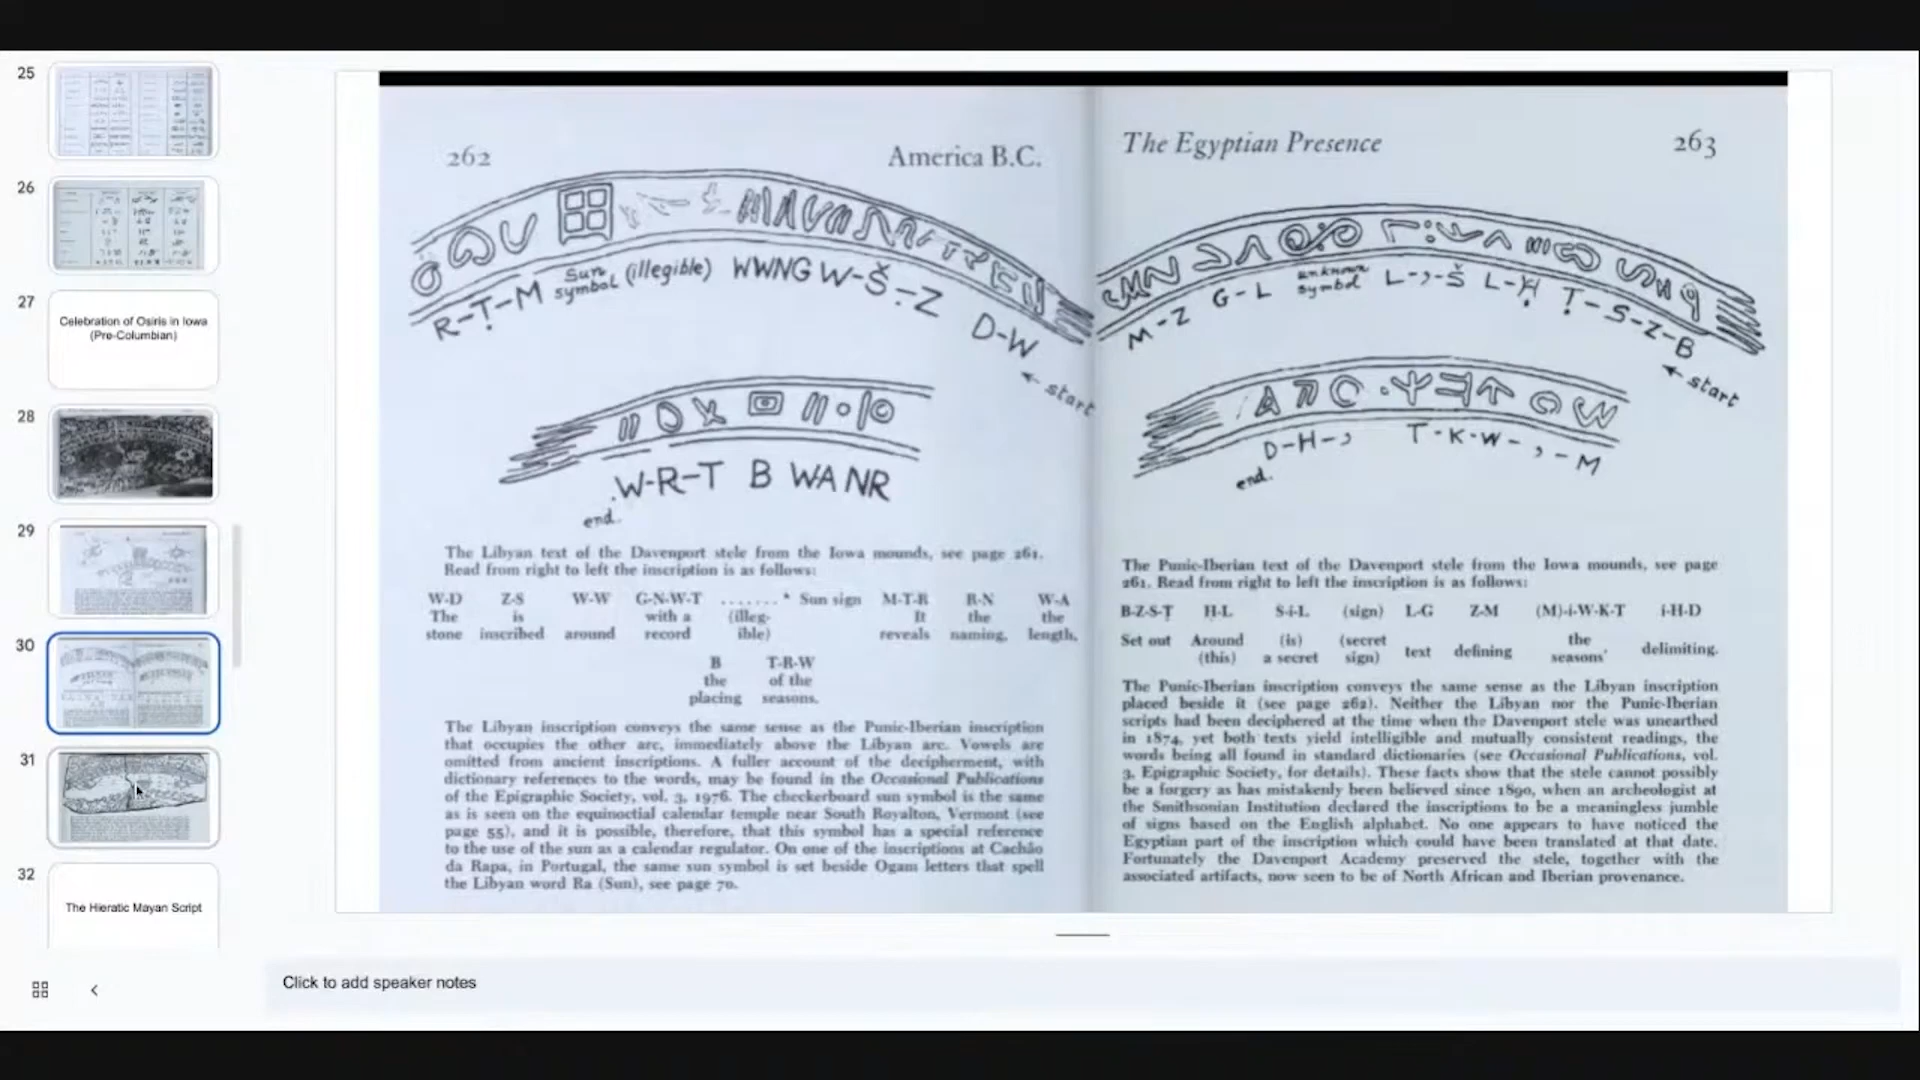 25
26
27
Celebration of Osiris in Iowa
(Pre-Columbian)
28
29
30
31
32
The Hieratic Mayan Script
262
America B.C.
R-Ṭ-M
Sun
symbol
(illegible)
WWNG W-Š-Z
D-W
← start
W-R-T B WA NR
end.
The Libyan text of the Davenport stele from the Iowa mounds, see page 261.
Read from right to left the inscription is as follows:
W-D Z-S W-W G-N-W-T .......* Sun sign M-T-R R-N W-A
The is with a (illeg- It the the
stone inscribed around record ible) reveals naming, length,
B T-R-W
the of the
placing seasons.
The Libyan inscription conveys the same sense as the Punic-Iberian inscription
that occupies the other arc, immediately above the Libyan arc. Vowels are
omitted from ancient inscriptions. A fuller account of the decipherment, with
dictionary references to the words, may be found in the Occasional Publications
of the Epigraphic Society, vol. 3, 1976. The checkerboard sun symbol is the same
as is seen on the equinoctial calendar temple near South Royalton, Vermont (see
page 55), and it is possible, therefore, that this symbol has a special reference
to the use of the sun as a calendar regulator. On one of the inscriptions at Cachão
da Rapa, in Portugal, the same sun symbol is set beside Ogam letters that spell
the Libyan word Ra (Sun), see page 70.
The Egyptian Presence
263
M-Z
G-L
unknown
symbol
L-,-Š
L-Ḥ
Ṭ-S-Z-B
← start
D-H-,
T-K-W-,-M
end.
The Punic-Iberian text of the Davenport stele from the Iowa mounds, see page
261. Read from right to left the inscription is as follows:
B-Z-S-Ṭ Ḥ-L S-i-L (sign) L-G Z-M (M)-i-W-K-T i-H-D
Set out Around (is) (secret text defining the delimiting.
(this) a secret sign) seasons'
The Punic-Iberian inscription conveys the same sense as the Libyan inscription
placed beside it (see page 262). Neither the Libyan nor the Punic-Iberian
scripts had been deciphered at the time when the Davenport stele was unearthed
in 1874, yet both texts yield intelligible and mutually consistent readings, the
words being all found in standard dictionaries (see Occasional Publications, vol.
3, Epigraphic Society, for details). These facts show that the stele cannot possibly
be a forgery as has mistakenly been believed since 1890, when an archeologist at
the Smithsonian Institution declared the inscriptions to be a meaningless jumble
of signs based on the English alphabet. No one appears to have noticed the
Egyptian part of the inscription which could have been translated at that date.
Fortunately the Davenport Academy preserved the stele, together with the
associated artifacts, now seen to be of North African and Iberian provenance.
Click to add speaker notes